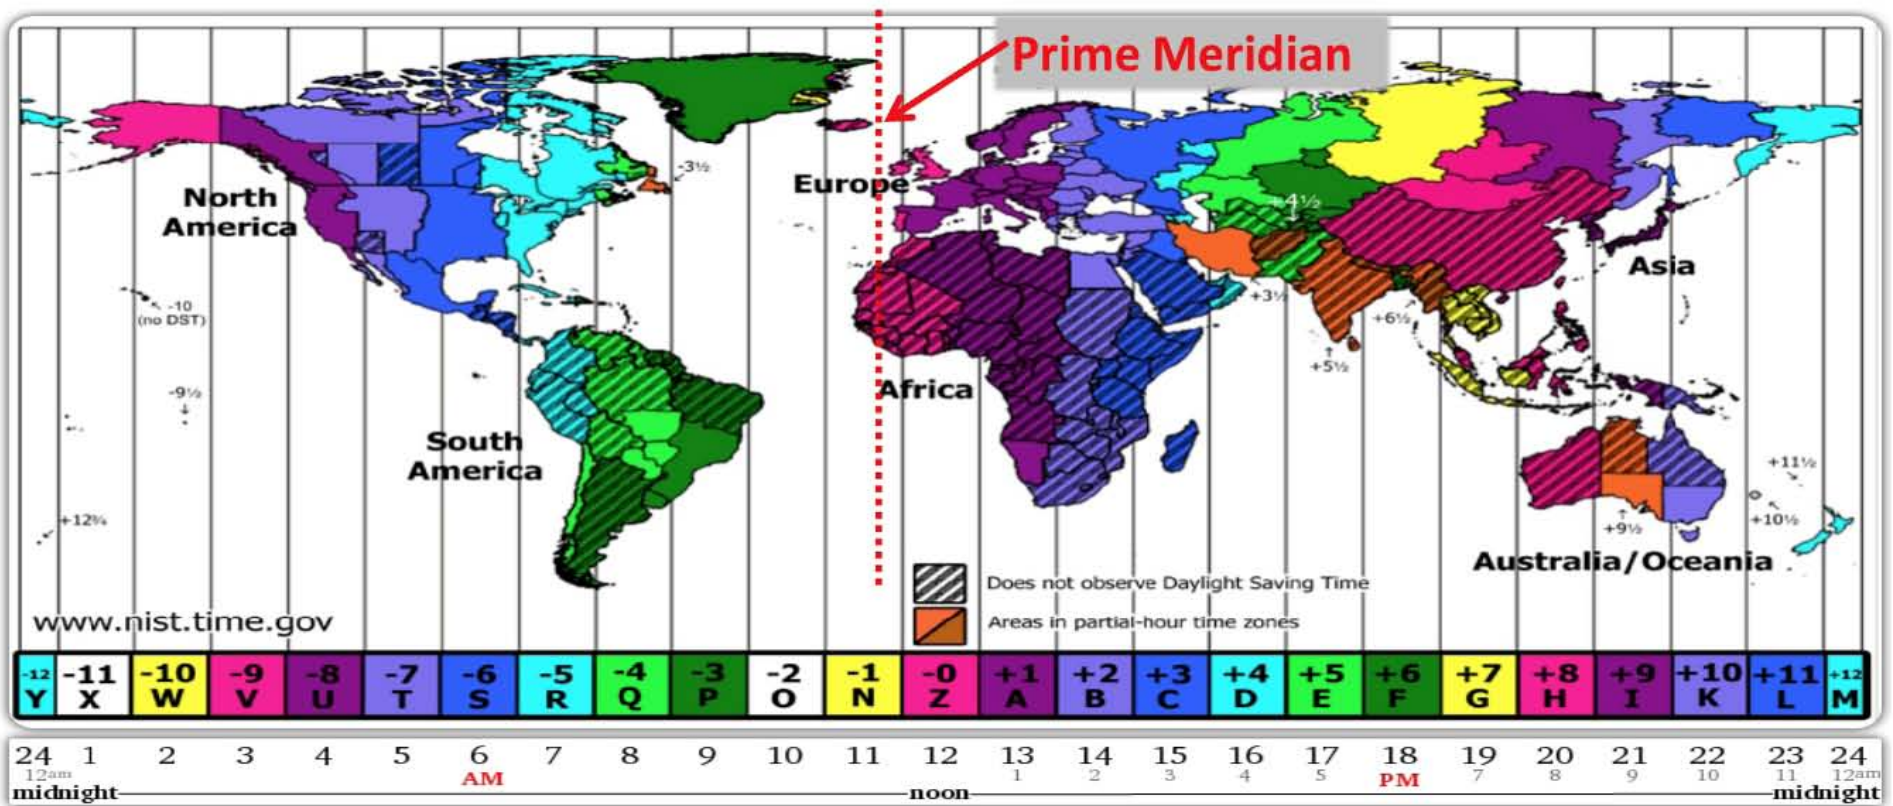 Prime Meridian
-3½
Europe
+4½
North
America
Asia
-10
(no DST)
+3½
+6½
+5½
-9½
Africa
South
America
+11½
+12¾
+10½
+9½
Australia/Oceania
Does not observe Daylight Saving Time
www.nist.time.gov
Areas in partial-hour time zones
-12 -11 -10 -9 -8 -7 -6 -5 -4 -3 -2 -1 -0 +1 +2 +3 +4 +5 +6 +7 +8 +9 +10 +11 +12
Y X W V U T S R Q P O N Z A B C D E F G H I K L M
24 1 2 3 4 5 6 7 8 9 10 11 12 13 14 15 16 17 18 19 20 21 22 23 24
12am AM 1 2 3 4 5 PM 7 8 9 10 11 12am
midnight noon midnight